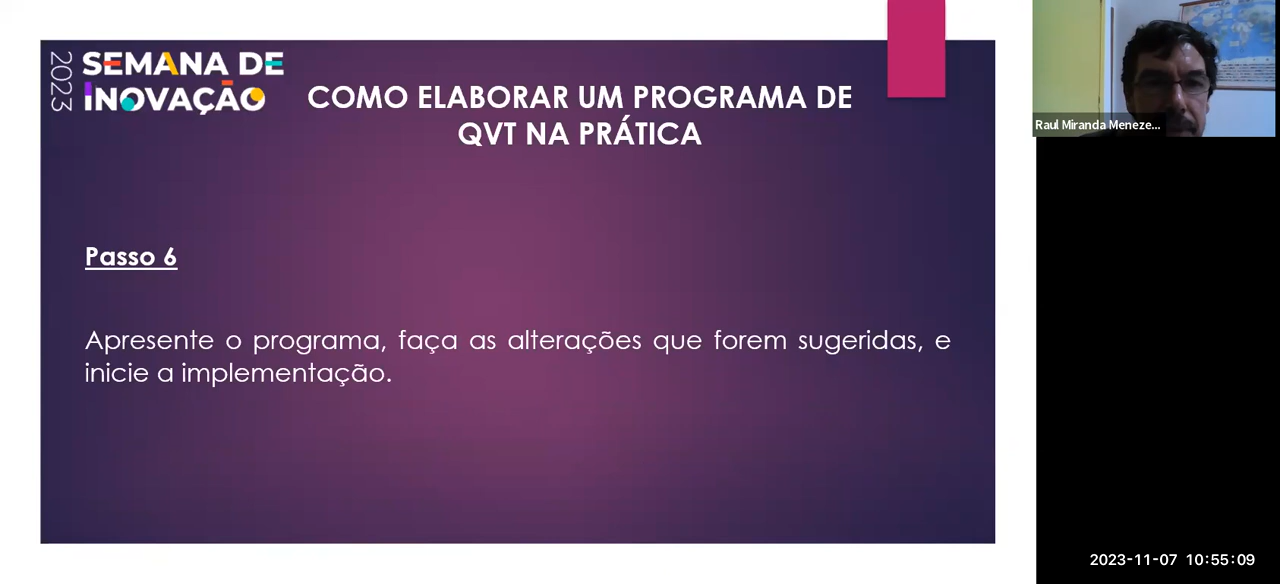 2023
SEMANA DE
INOVAÇÃO
COMO ELABORAR UM PROGRAMA DE
QVT NA PRÁTICA
Passo 6
Apresente o programa, faça as alterações que forem sugeridas, e
inicie a implementação.
Raul Miranda Meneze...
2023-11-07 10:55:09